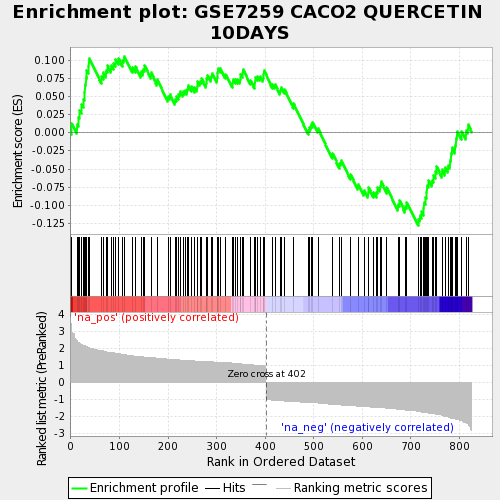 Enrichment plot: GSE7259 CACO2 QUERCETIN
10DAYS
Enrichment score (ES)
0.100
0.075
0.050
0.025
0.000
-0.025
-0.050
-0.075
-0.100
-0.125
'na_pos' (positively correlated)
Ranked list metric (PreRanked)
4
3
2
1
0
-1
-2
-3
Zero cross at 402
'na_neg' (negatively correlated)
0
100
200
300
400
500
600
700
800
Rank in Ordered Dataset
Enrichment profile
Hits
Ranking metric scores